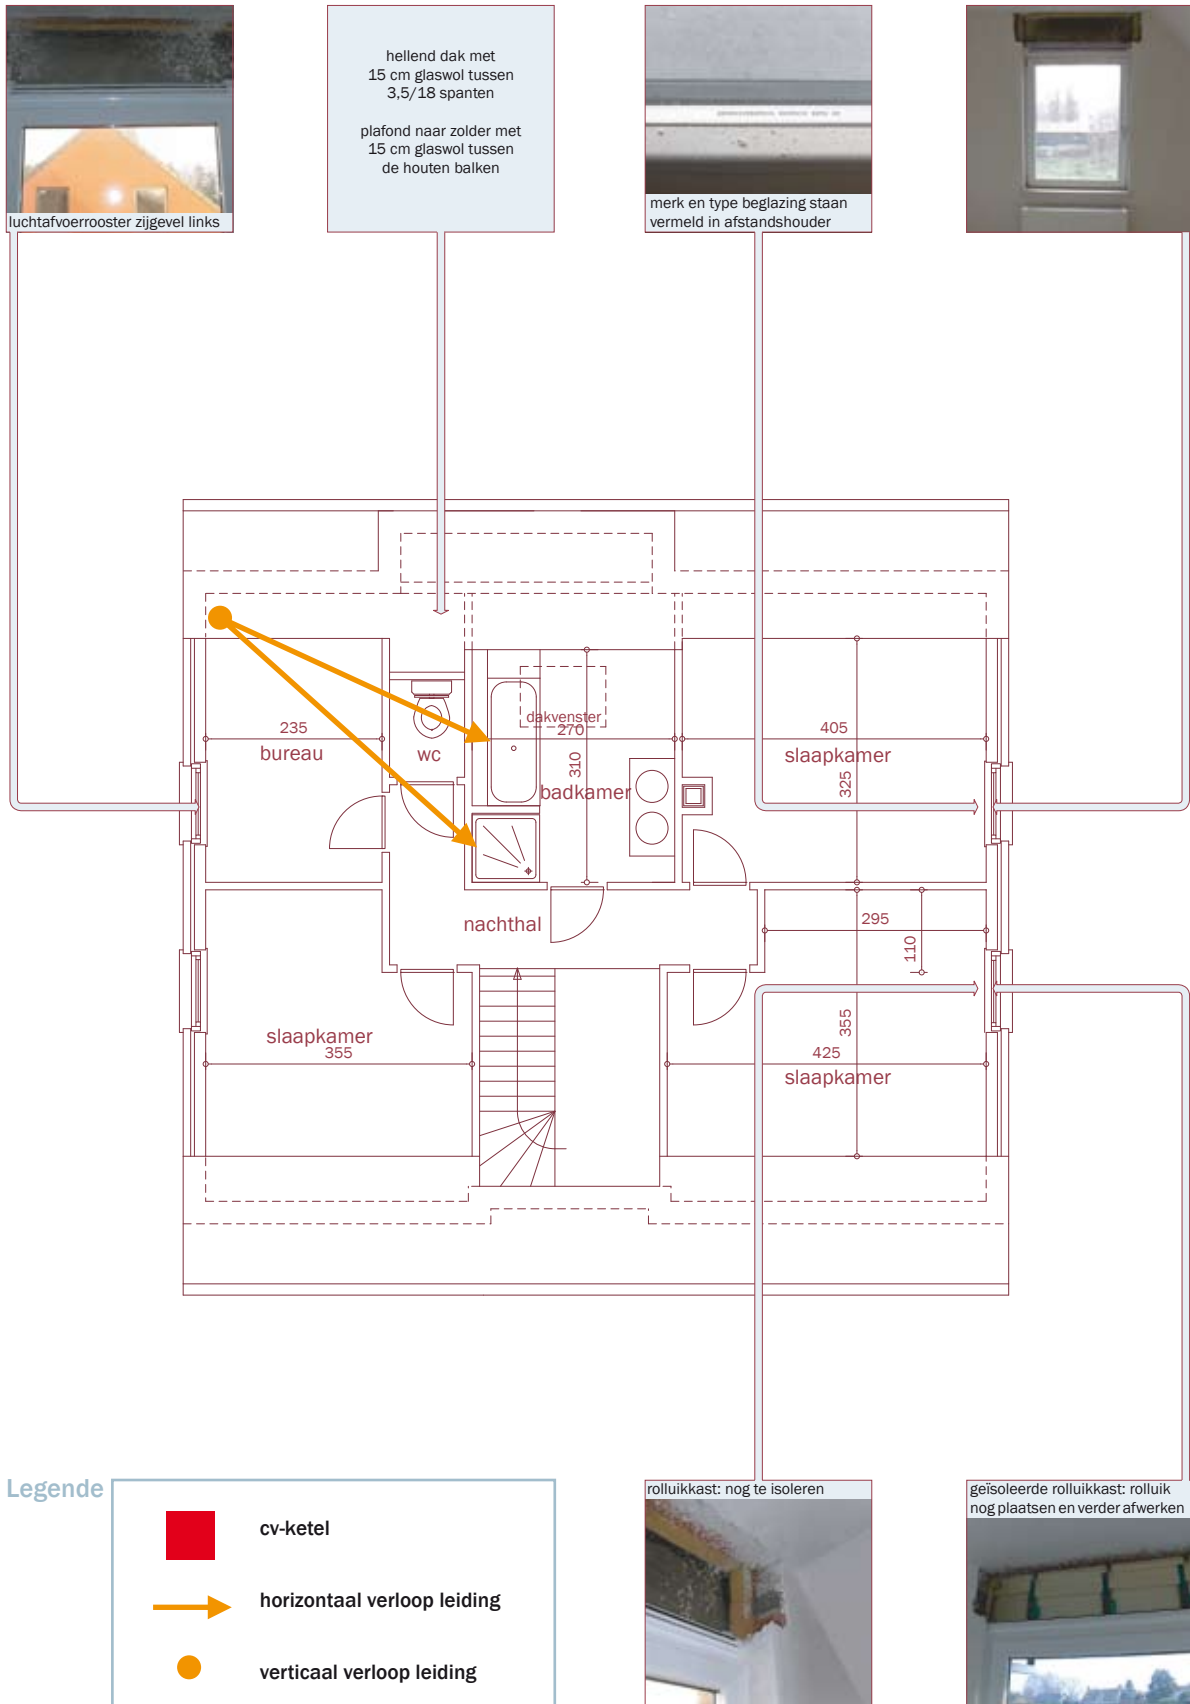 luchtafvoerrooster zijgevel links
hellend dak met
15 cm glaswol tussen
3,5/18 spanten
plafond naar zolder met
15 cm glaswol tussen
de houten balken
merk en type beglazing staan
vermeld in afstandshouder
235
bureau
wc
dakvenster
270
310
badkamer
405
slaapkamer
325
nachthal
295
110
slaapkamer
355
355
425
slaapkamer
Legende
cv-ketel
horizontaal verloop leiding
verticaal verloop leiding
rolluikkast: nog te isoleren
geïsoleerde rolluikkast: rolluik
nog plaatsen en verder afwerken